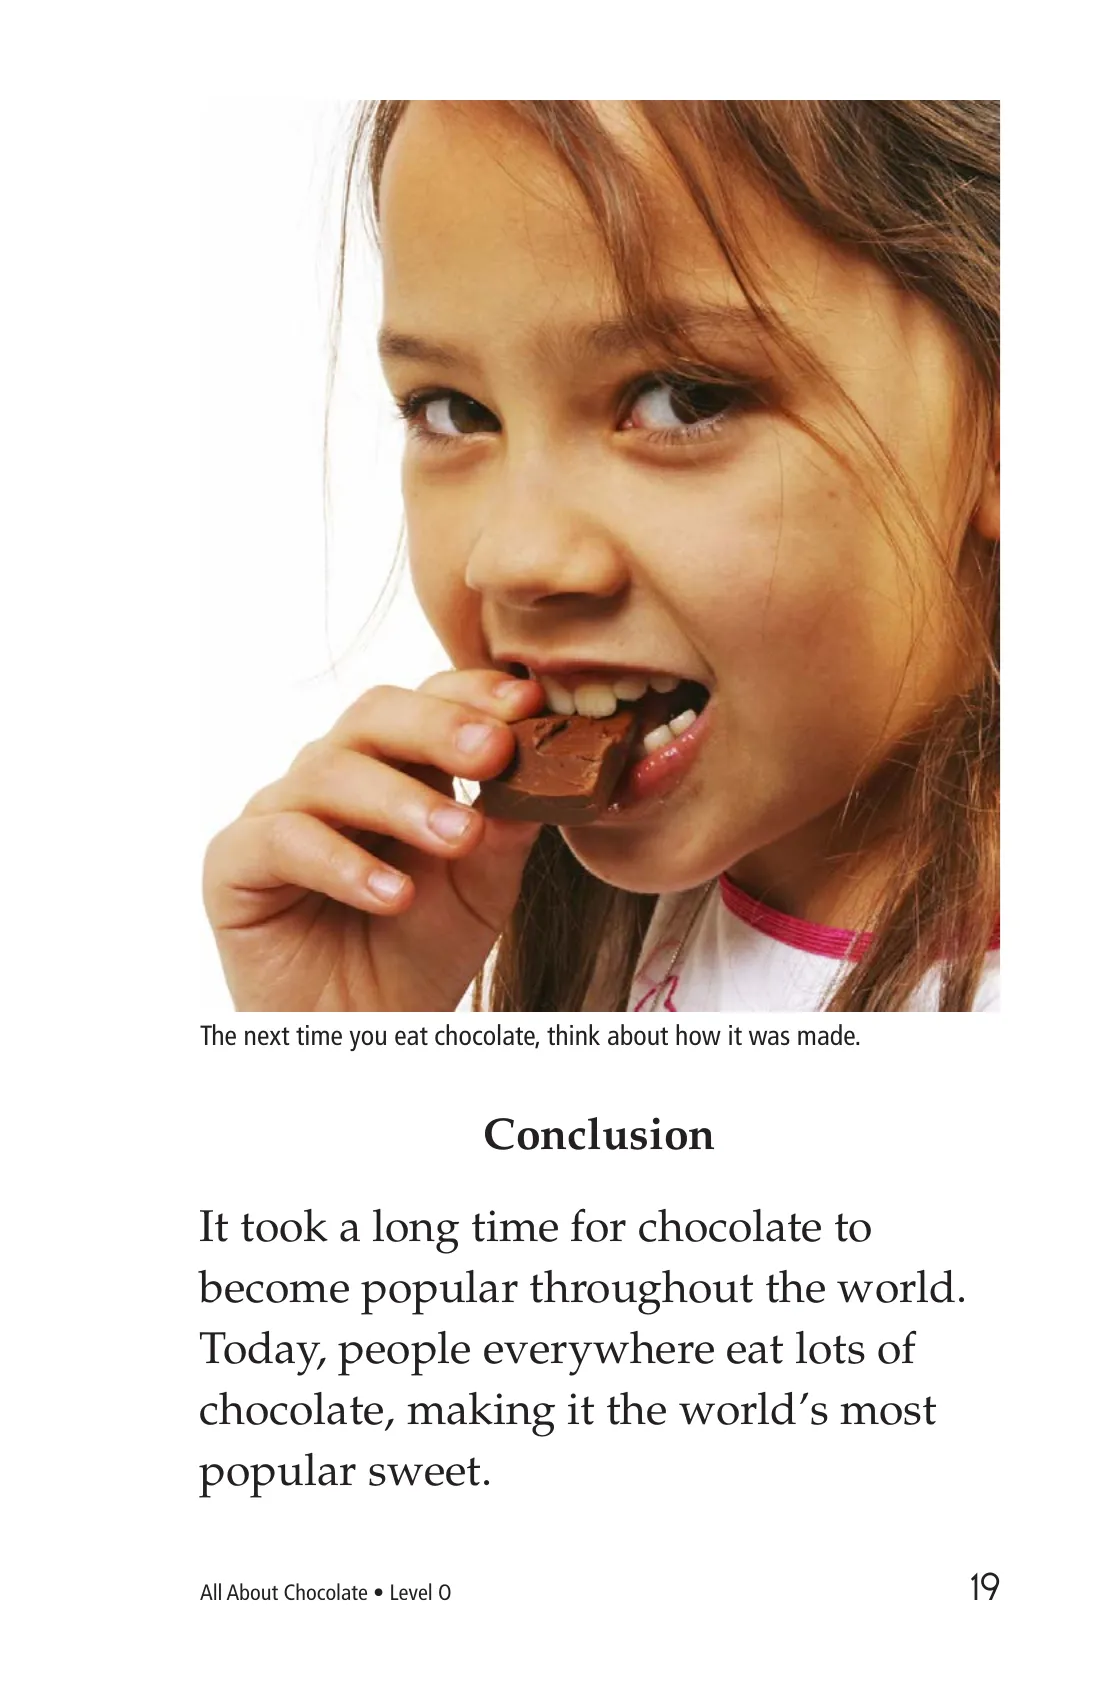 The next time you eat chocolate, think about how it was made.
Conclusion
It took a long time for chocolate to
become popular throughout the world.
Today, people everywhere eat lots of
chocolate, making it the world’s most
popular sweet.
All About Chocolate • Level O
19